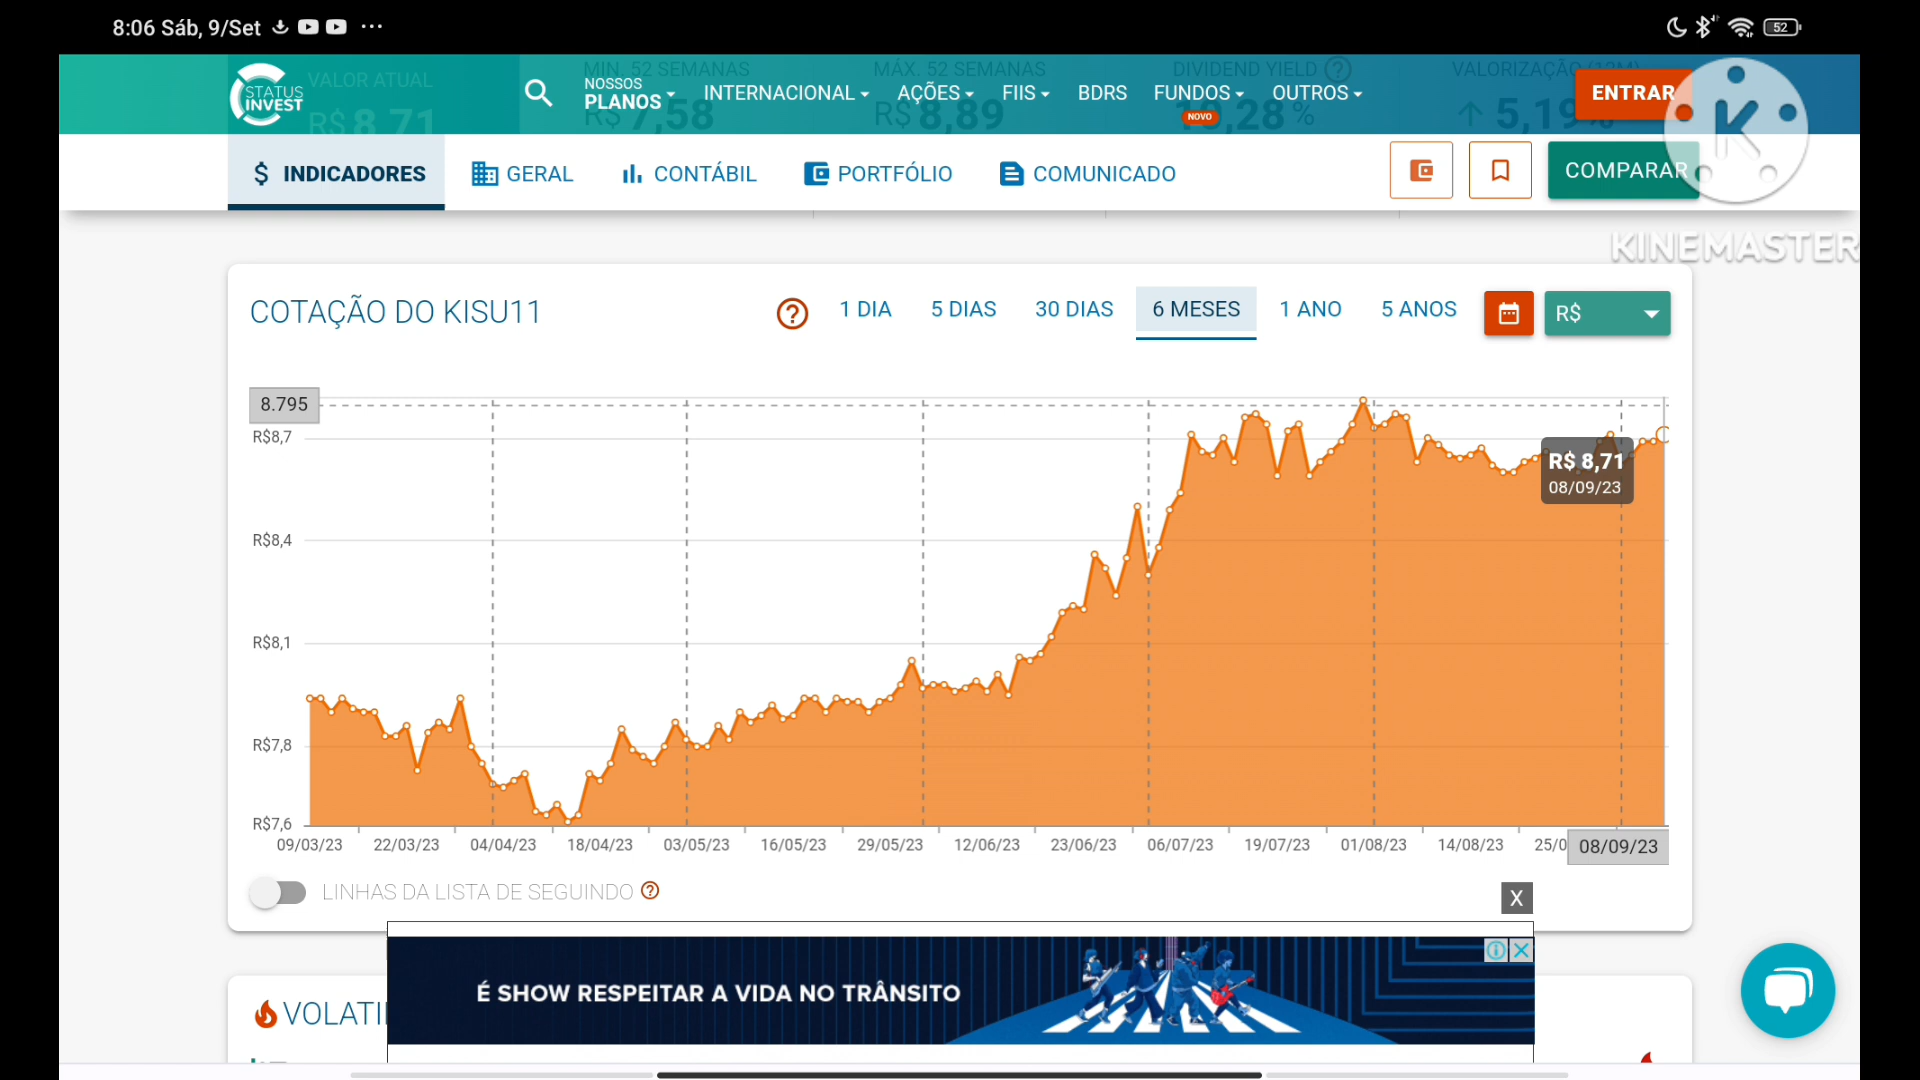 8:06 Sáb, 9/Set
52
VALOR ATUAL
R$ 8,71
MIN. 52 SEMANAS
R$ 7,58
MÁX. 52 SEMANAS
R$ 8,89
DIVIDEND YIELD
%
VALORIZAÇÃO (12M)
5,19%
STATUS
INVEST
NOSSOS
PLANOS
INTERNACIONAL
AÇÕES
FIIS
BDRS
FUNDOS
NOVO
OUTROS
ENTRAR
K
KINEMASTER
INDICADORES
GERAL
CONTÁBIL
PORTFÓLIO
COMUNICADO
COMPARAR
COTAÇÃO DO KISU11
1 DIA
5 DIAS
30 DIAS
6 MESES
1 ANO
5 ANOS
R$
8.795
R$8,7
R$8,4
R$8,1
R$7,8
R$7,6
R$ 8,71
08/09/23
09/03/23
22/03/23
04/04/23
18/04/23
03/05/23
16/05/23
29/05/23
12/06/23
23/06/23
06/07/23
19/07/23
01/08/23
14/08/23
25/0
08/09/23
LINHAS DA LISTA DE SEGUINDO
X
É SHOW RESPEITAR A VIDA NO TRÂNSITO
VOLATI